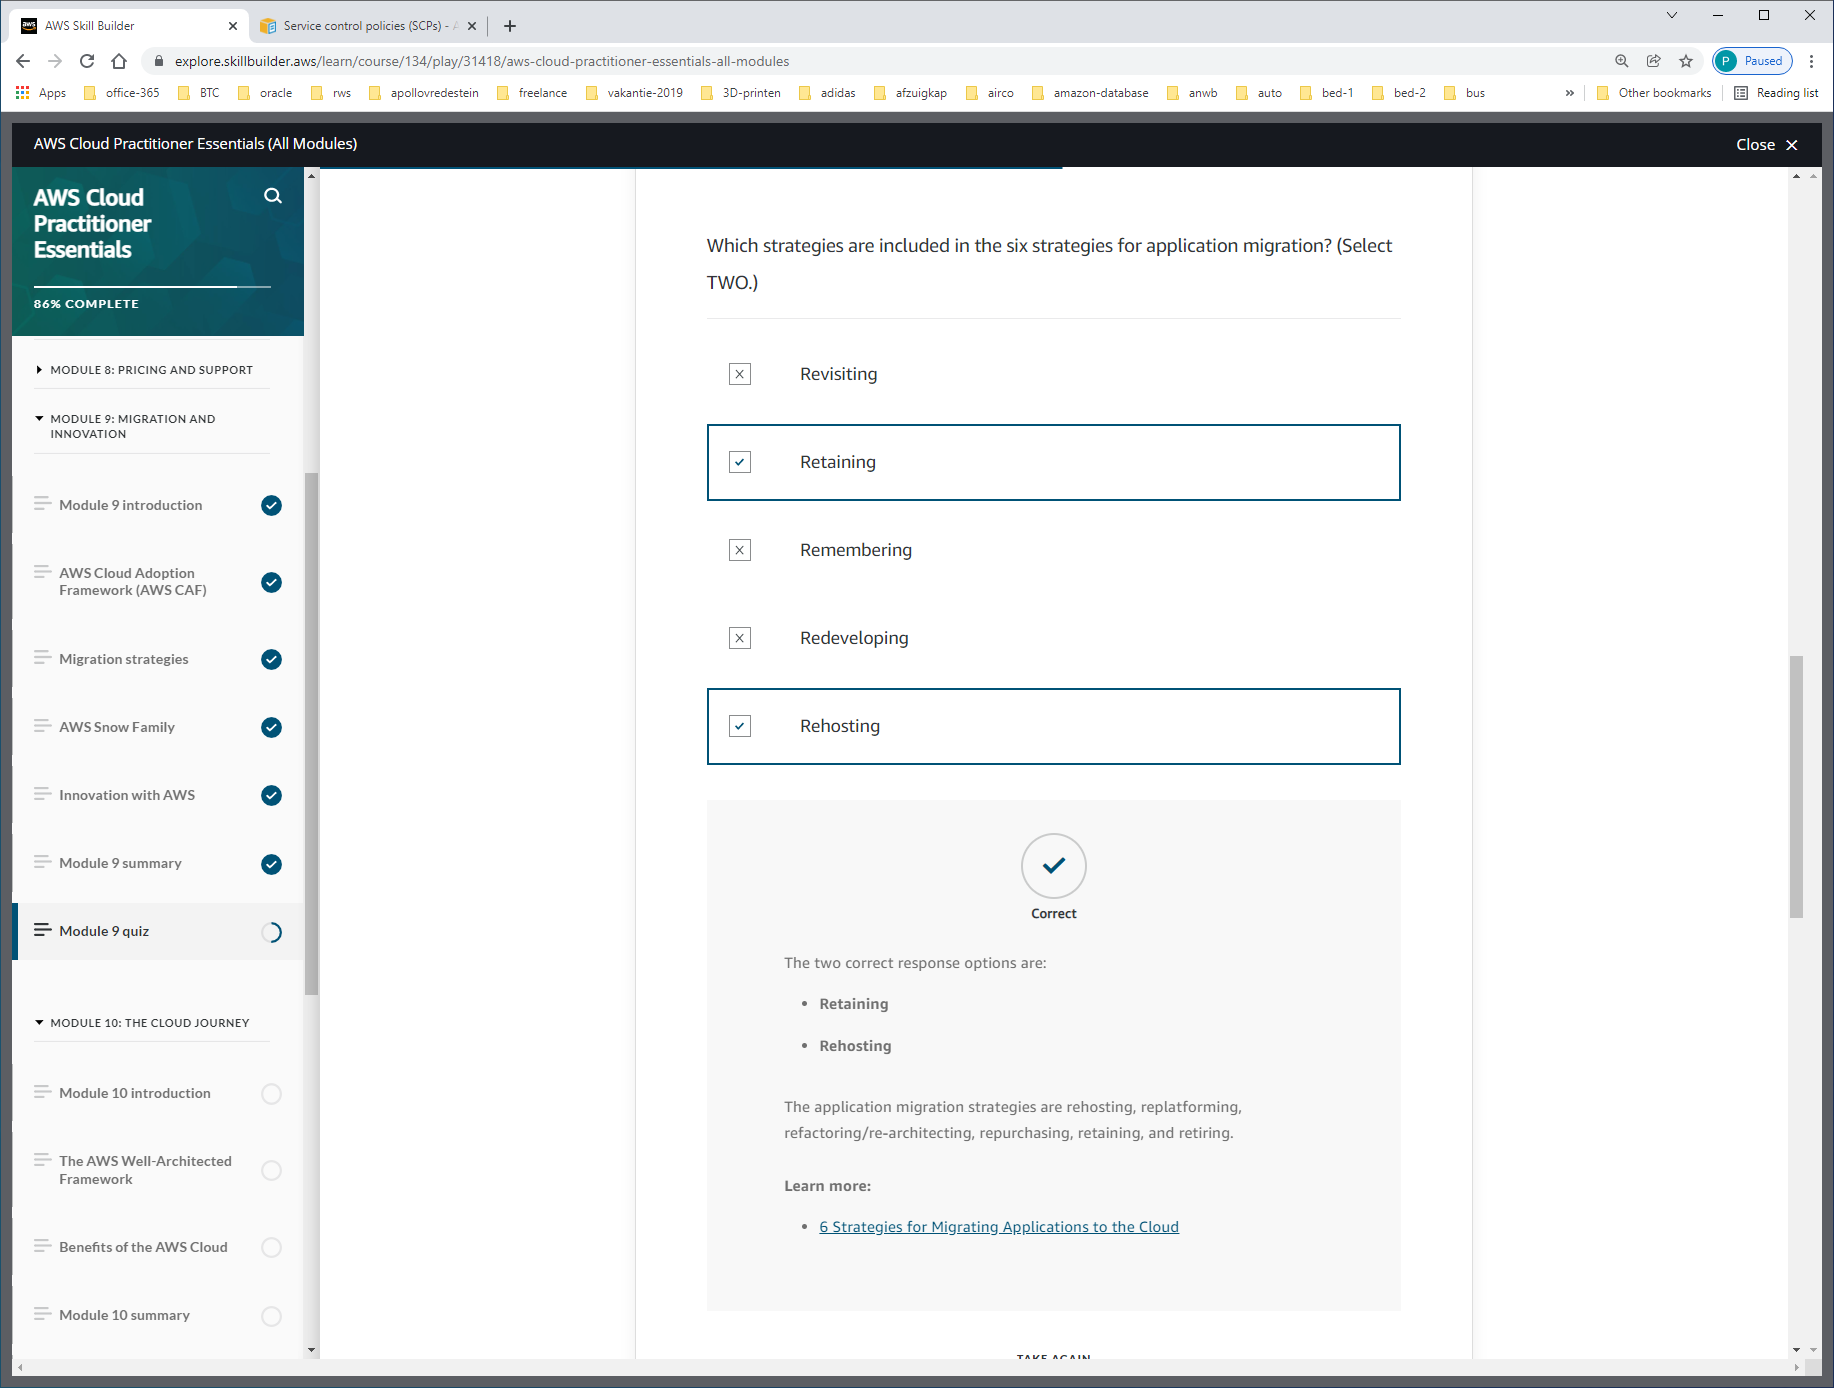 AWS Skill Builder
Service control policies (SCPs) -
explore.skillbuilder.aws/learn/course/134/play/31418/aws-cloud-practitioner-essentials-all-modules
P Paused
Apps office-365 BTC oracle rws apollovredestein freelance vakantie-2019 3D-printen adidas afzuigkap airco amazon-database anwb auto bed-1 bed-2 bus » Other bookmarks Reading list
AWS Cloud Practitioner Essentials (All Modules)
Close
AWS Cloud
Practitioner
Essentials
86% COMPLETE
MODULE 8: PRICING AND SUPPORT
MODULE 9: MIGRATION AND
INNOVATION
Module 9 introduction
AWS Cloud Adoption
Framework (AWS CAF)
Migration strategies
AWS Snow Family
Innovation with AWS
Module 9 summary
Module 9 quiz
MODULE 10: THE CLOUD JOURNEY
Module 10 introduction
The AWS Well-Architected
Framework
Benefits of the AWS Cloud
Module 10 summary
Which strategies are included in the six strategies for application migration? (Select
TWO.)
Revisiting
Retaining
Remembering
Redeveloping
Rehosting
Correct
The two correct response options are:
• Retaining
• Rehosting
The application migration strategies are rehosting, replatforming,
refactoring/re-architecting, repurchasing, retaining, and retiring.
Learn more:
• 6 Strategies for Migrating Applications to the Cloud
TAKE AGAIN